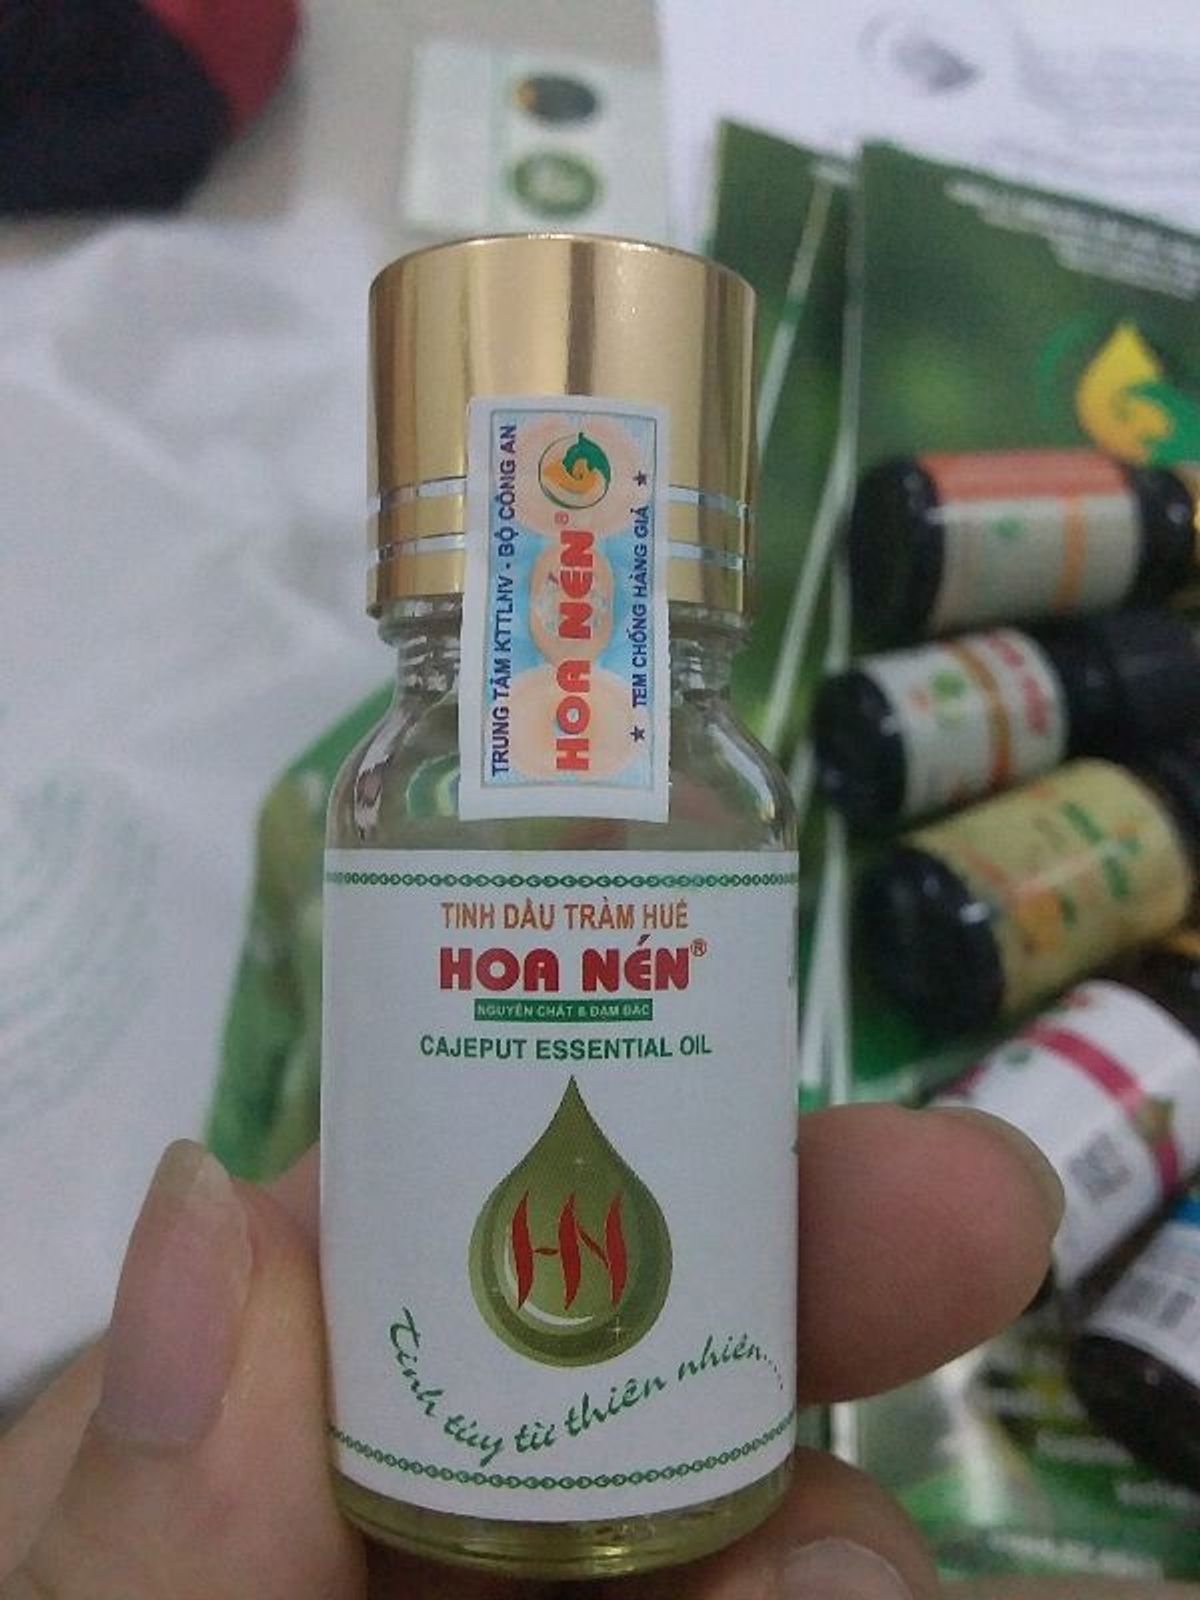 TRUNG TÂM KTTLNV - BỘ CÔNG AN
HOA NÉN®
★ TEM CHỐNG HÀNG GIẢ ★
TINH DẦU TRÀM HUẾ
HOA NÉN®
NGUYÊN CHẤT & ĐẬM ĐẶC
CAJEPUT ESSENTIAL OIL
HN
Tinh túy từ thiên nhiên.....